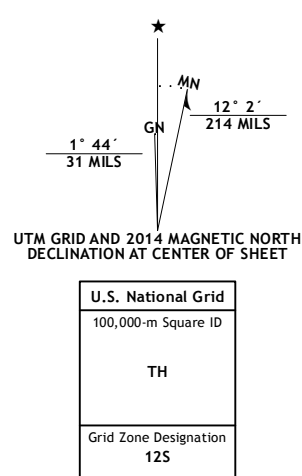 MN
GN
12° 2´
214 MILS
1° 44´
31 MILS
UTM GRID AND 2014 MAGNETIC NORTH
DECLINATION AT CENTER OF SHEET
U.S. National Grid
100,000-m Square ID
TH
Grid Zone Designation
12S